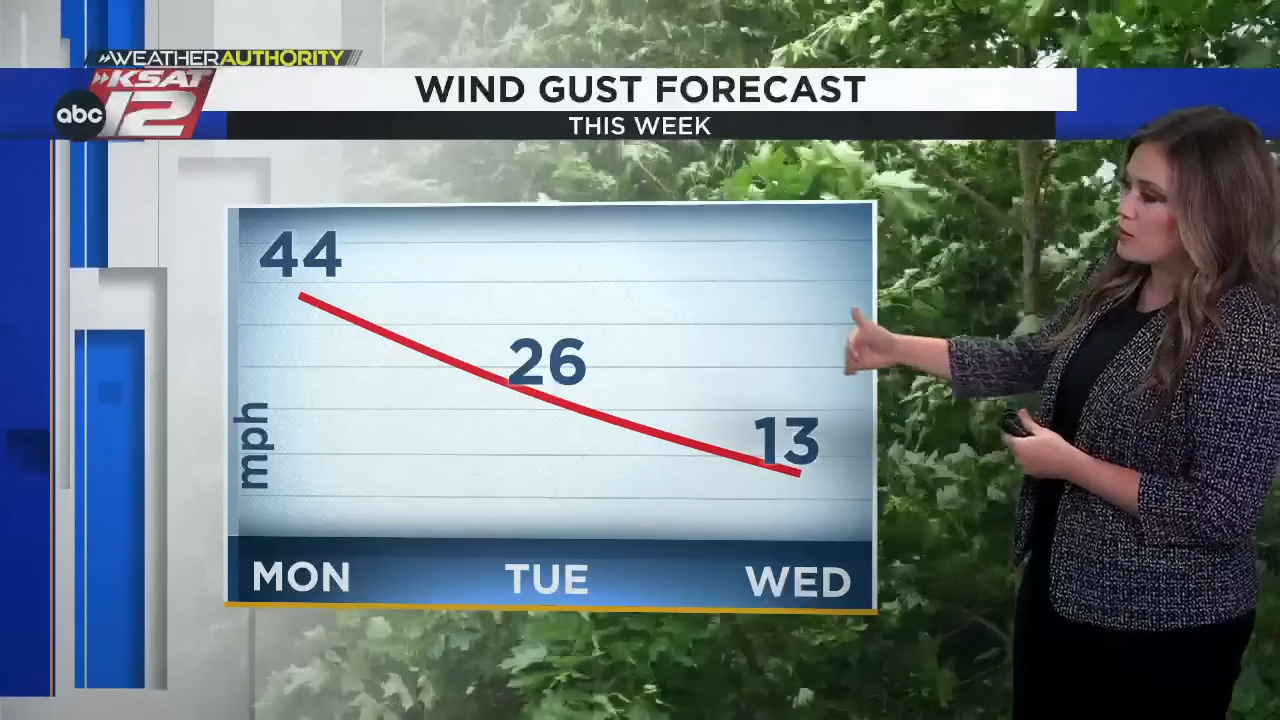 WEATHER AUTHORITY
KSAT
abc 12
WIND GUST FORECAST
THIS WEEK
44
26
13
mph
MON TUE WED